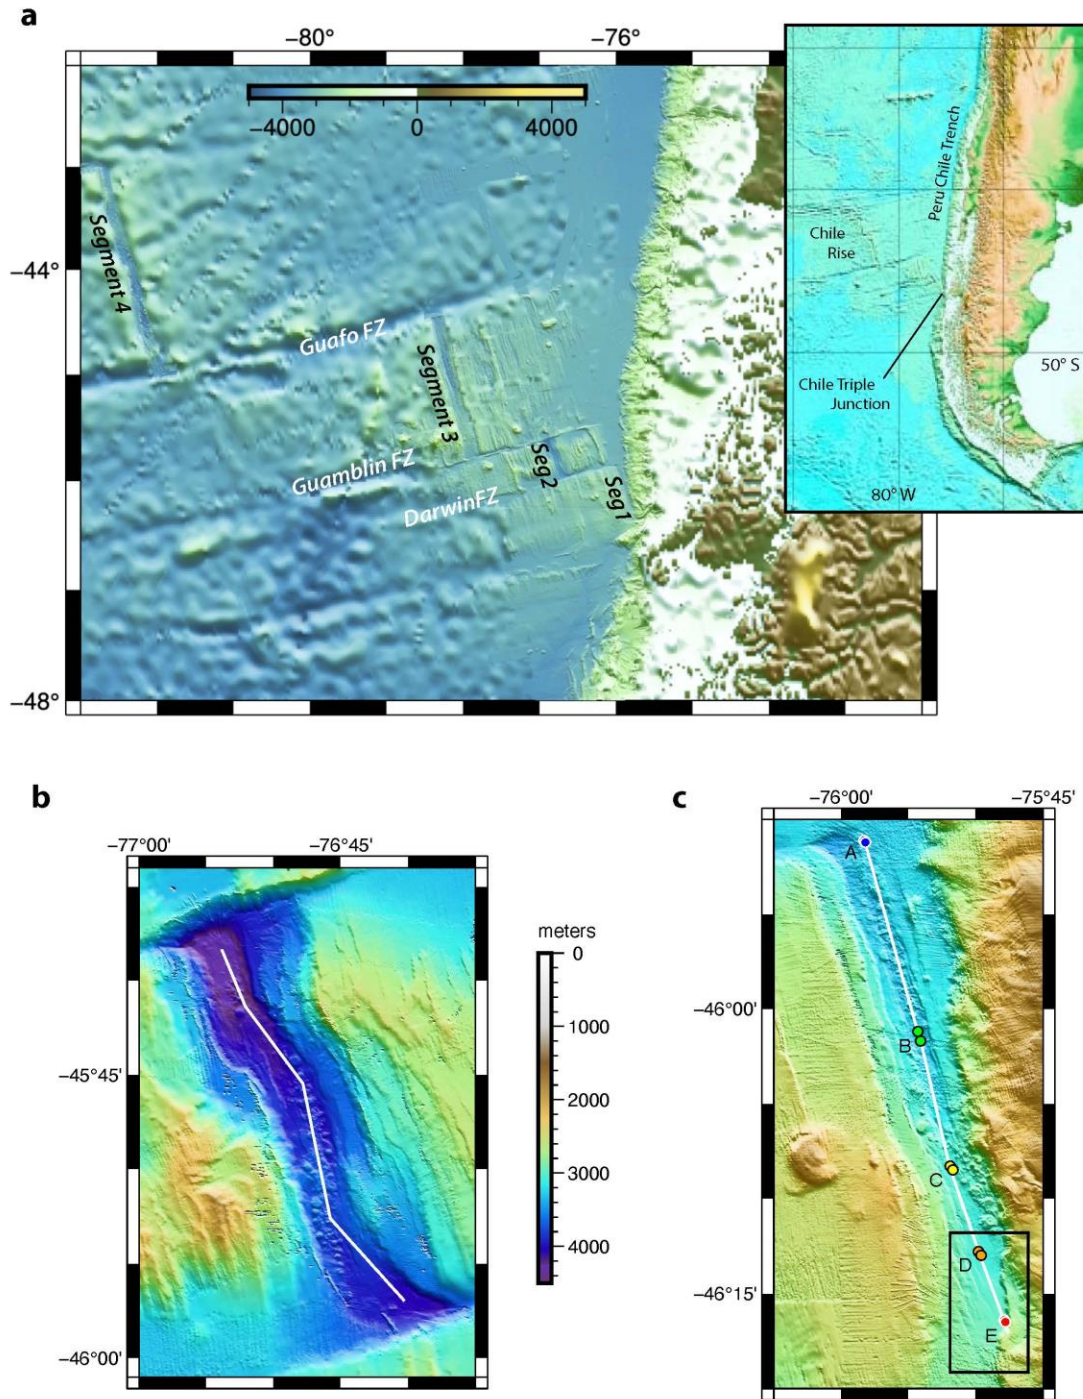 a
−80°
−76°
−4000
0
4000
−44°
−48°
Segment 4
Guafo FZ
Segment 3
Guamblin FZ
Seg2
DarwinFZ
Seg1
Peru Chile Trench
Chile
Rise
50° S
Chile Triple
Junction
80° W
b
−77°00'
−76°45'
−45°45'
−46°00'
meters
0
1000
2000
3000
4000
c
−76°00'
−75°45'
A
−46°00'
B
C
D
−46°15'
E